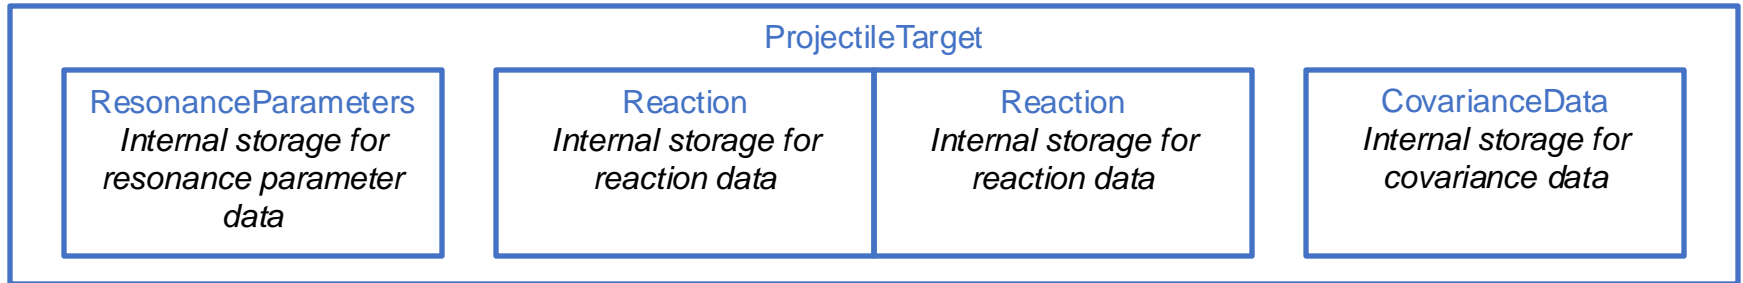 ProjectileTarget
ResonanceParameters
Internal storage for
resonance parameter
data
Reaction
Internal storage for
reaction data
Reaction
Internal storage for
reaction data
CovarianceData
Internal storage for
covariance data